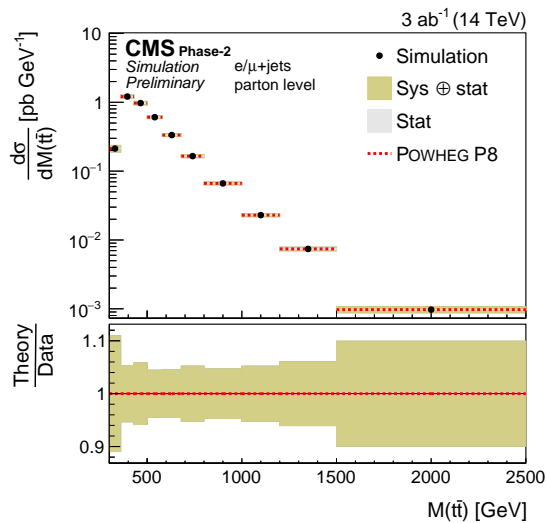 3 ab⁻¹ (14 TeV)
CMS Phase-2
Simulation
Preliminary
e/μ+jets
parton level
Simulation
Sys ⊕ stat
Stat
POWHEG P8
dσ
dM(tt̄)
[pb GeV⁻¹]
10
1
10⁻¹
10⁻²
10⁻³
Theory
Data
1.1
1
0.9
500 1000 1500 2000 2500
M(tt̄) [GeV]